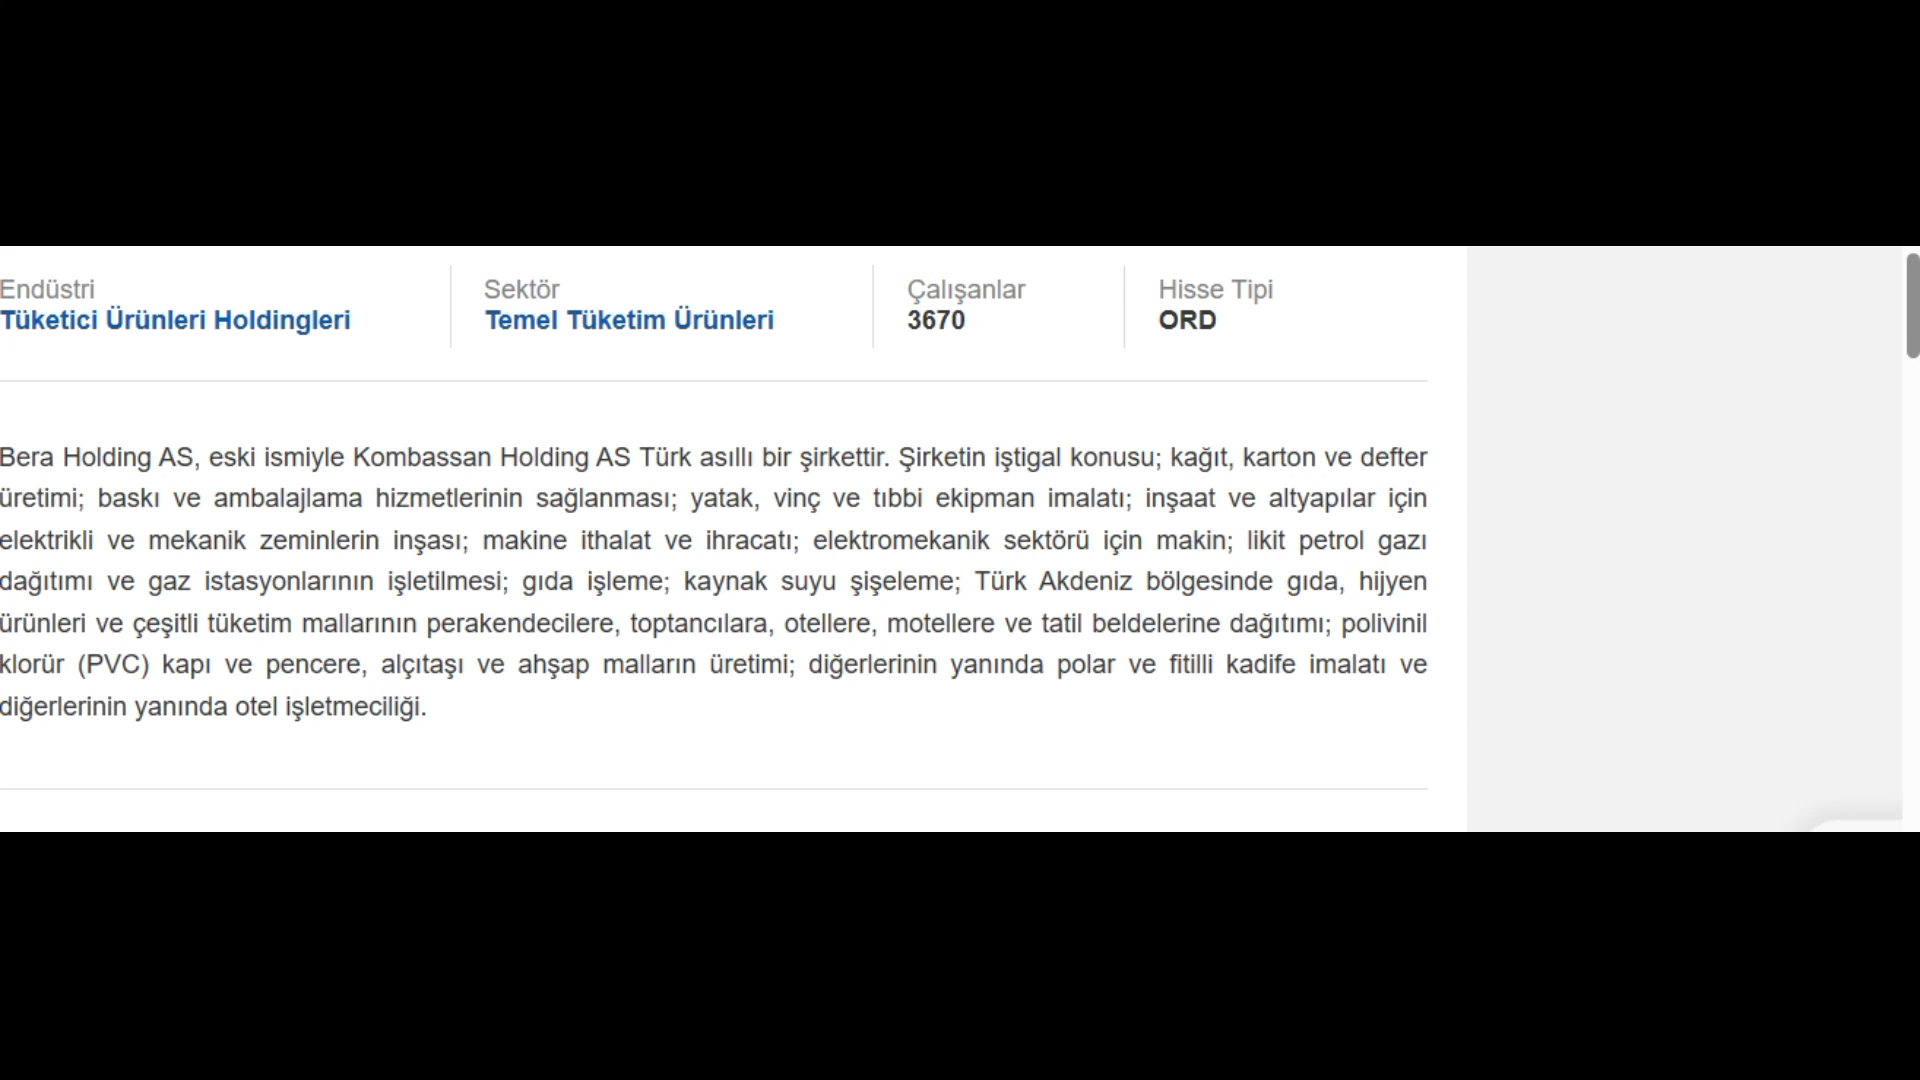 Endüstri
Tüketici Ürünleri Holdingleri
Sektör
Temel Tüketim Ürünleri
Çalışanlar
3670
Hisse Tipi
ORD
Bera Holding AS, eski ismiyle Kombassan Holding AS Türk asıllı bir şirkettir. Şirketin iştigal konusu; kağıt, karton ve defter
üretimi; baskı ve ambalajlama hizmetlerinin sağlanması; yatak, vinç ve tıbbi ekipman imalatı; inşaat ve altyapılar için
elektrikli ve mekanik zeminlerin inşası; makine ithalat ve ihracatı; elektromekanik sektörü için makin; likit petrol gazı
dağıtımı ve gaz istasyonlarının işletilmesi; gıda işleme; kaynak suyu şişeleme; Türk Akdeniz bölgesinde gıda, hijyen
ürünleri ve çeşitli tüketim mallarının perakendecilere, toptancılara, otellere, motellere ve tatil beldelerine dağıtımı; polivinil
klorür (PVC) kapı ve pencere, alçıtaşı ve ahşap malların üretimi; diğerlerinin yanında polar ve fitilli kadife imalatı ve
diğerlerinin yanında otel işletmeciliği.